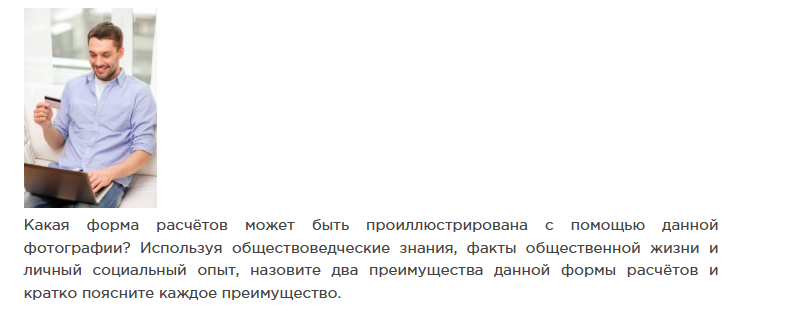 Какая форма расчётов может быть проиллюстрирована с помощью данной
фотографии? Используя обществоведческие знания, факты общественной жизни и
личный социальный опыт, назовите два преимущества данной формы расчётов и
кратко поясните каждое преимущество.